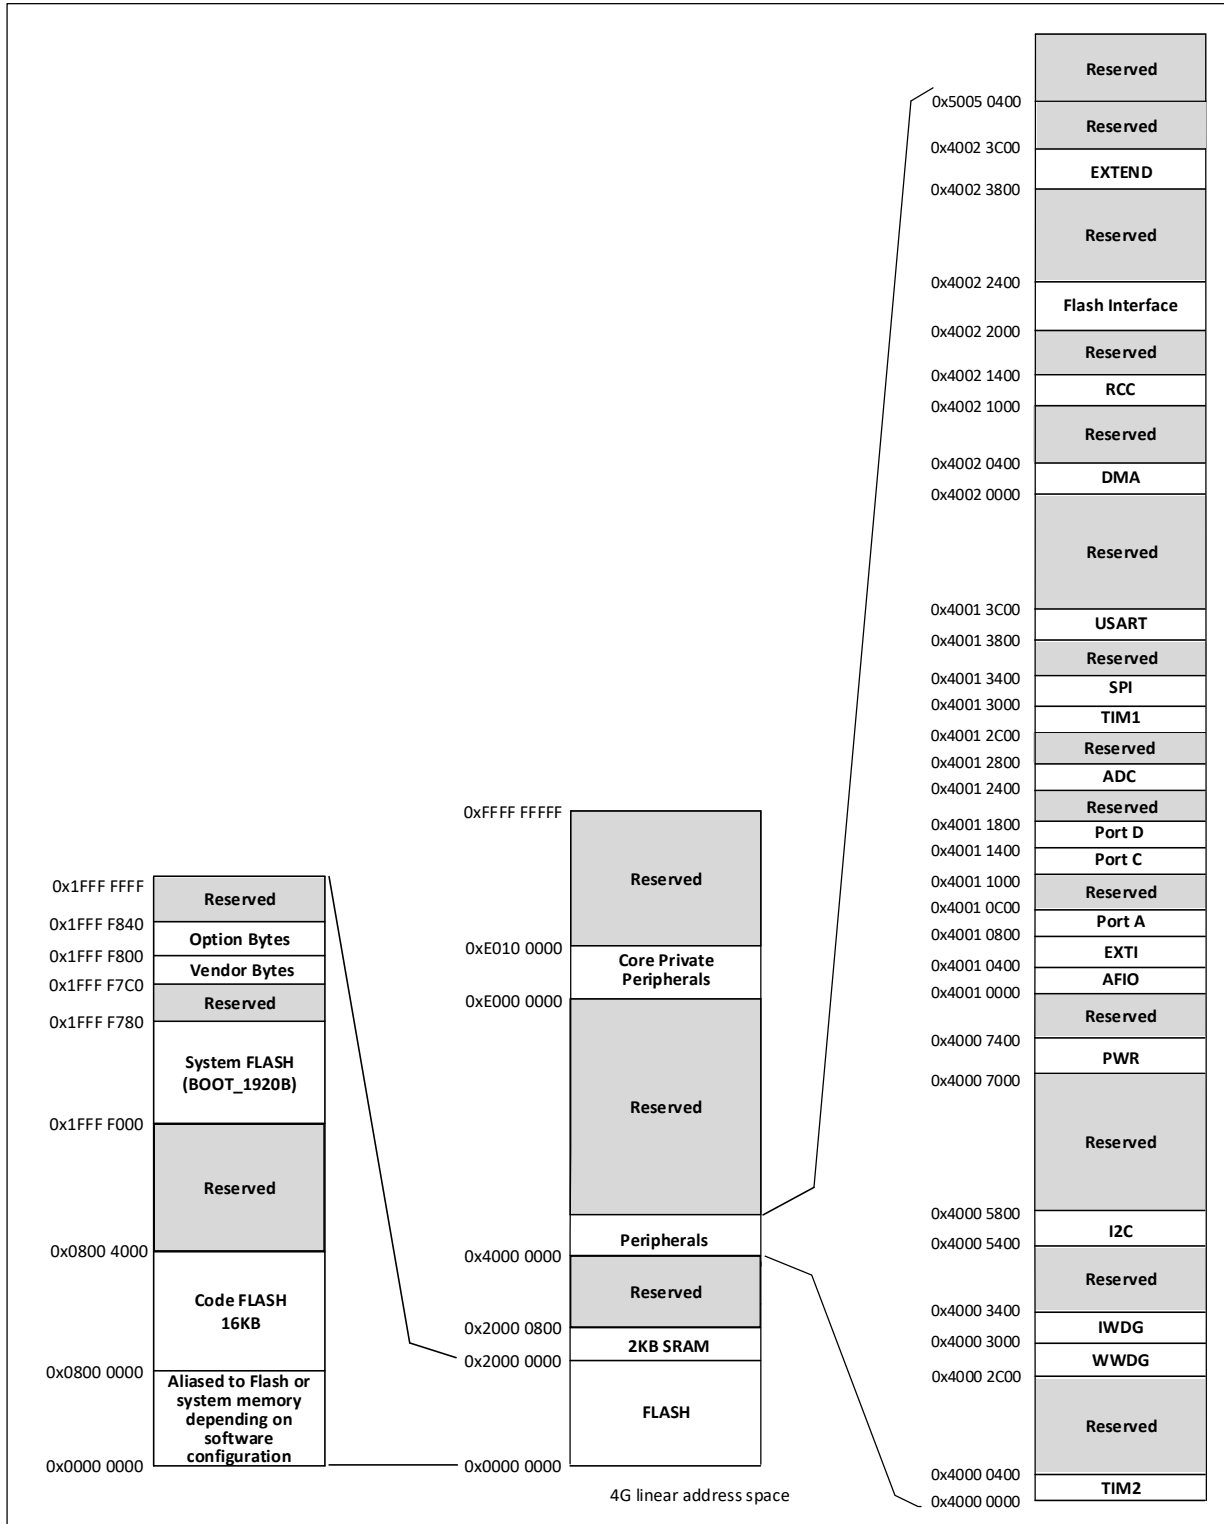 Reserved
0x5005 0400
Reserved
0x4002 3C00
EXTEND
0x4002 3800
Reserved
0x4002 2400
Flash Interface
0x4002 2000
Reserved
0x4002 1400
RCC
0x4002 1000
Reserved
0x4002 0400
DMA
0x4002 0000
Reserved
0x4001 3C00
USART
0x4001 3800
Reserved
0x4001 3400
SPI
0x4001 3000
TIM1
0x4001 2C00
Reserved
0x4001 2800
ADC
0x4001 2400
Reserved
0x4001 1800
Port D
0x4001 1400
Port C
0x4001 1000
Reserved
0x4001 0C00
Port A
0x4001 0800
EXTI
0x4001 0400
AFIO
0x4001 0000
Reserved
0x4000 7400
PWR
0x4000 7000
Reserved
0x4000 5800
I2C
0x4000 5400
Reserved
0x4000 3400
IWDG
0x4000 3000
WWDG
0x4000 2C00
Reserved
0x4000 0400
TIM2
0x4000 0000
0xFFFF FFFFF
Reserved
0xE010 0000
Core Private
Peripherals
0xE000 0000
Reserved
Peripherals
0x4000 0000
Reserved
0x2000 0800
2KB SRAM
0x2000 0000
FLASH
0x0000 0000
4G linear address space
0x1FFF FFFF
Reserved
0x1FFF F840
Option Bytes
0x1FFF F800
Vendor Bytes
0x1FFF F7C0
Reserved
0x1FFF F780
System FLASH
(BOOT_1920B)
0x1FFF F000
Reserved
0x0800 4000
Code FLASH
16KB
0x0800 0000
Aliased to Flash or
system memory
depending on
software
configuration
0x0000 0000